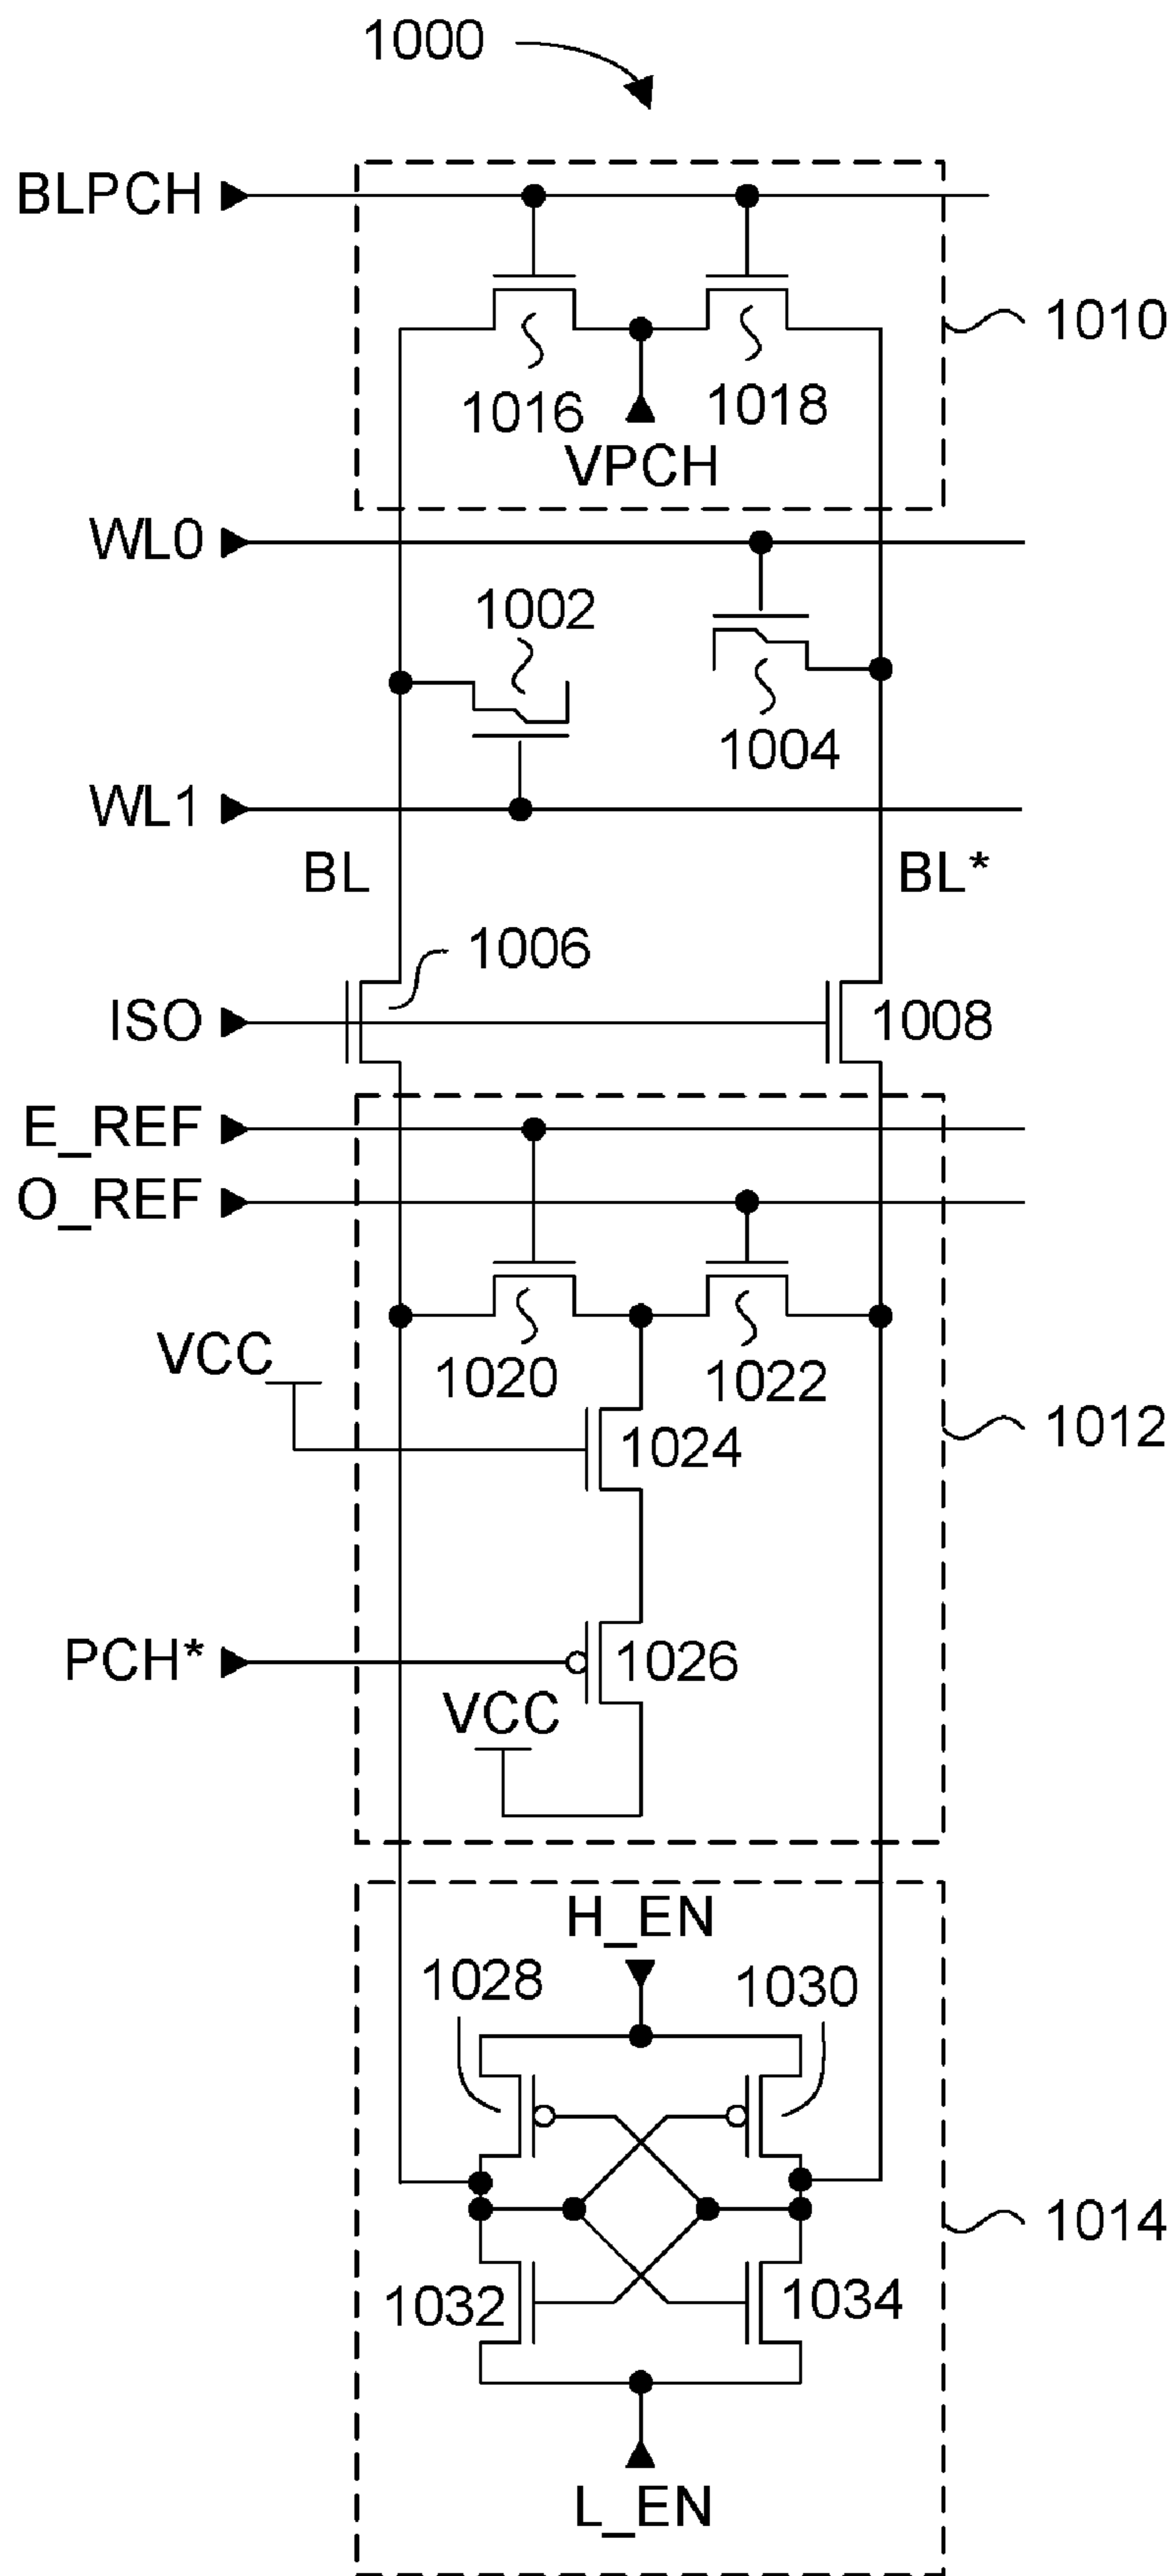 1000
BLPCH
1010
1016
1018
VPCH
WL0
1002
1004
WL1
BL
BL*
1006
ISO
1008
E_REF
O_REF
VCC
1020
1022
1024
1012
PCH*
1026
VCC
H_EN
1028
1030
1014
1032
1034
L_EN